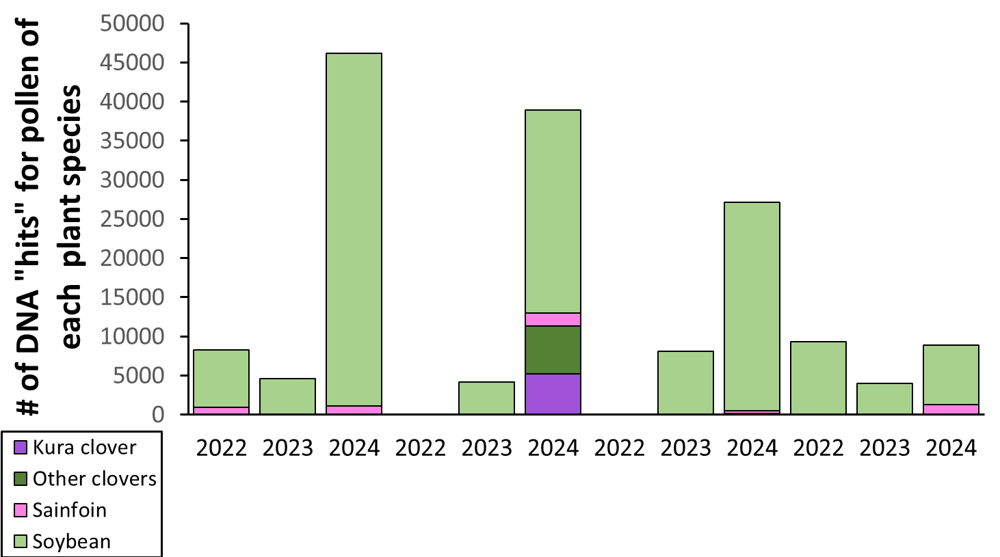 # of DNA "hits" for pollen of
each plant species
50000
45000
40000
35000
30000
25000
20000
15000
10000
5000
0
2022 2023 2024 2022 2023 2024 2022 2023 2024 2022 2023 2024
Kura clover
Other clovers
Sainfoin
Soybean